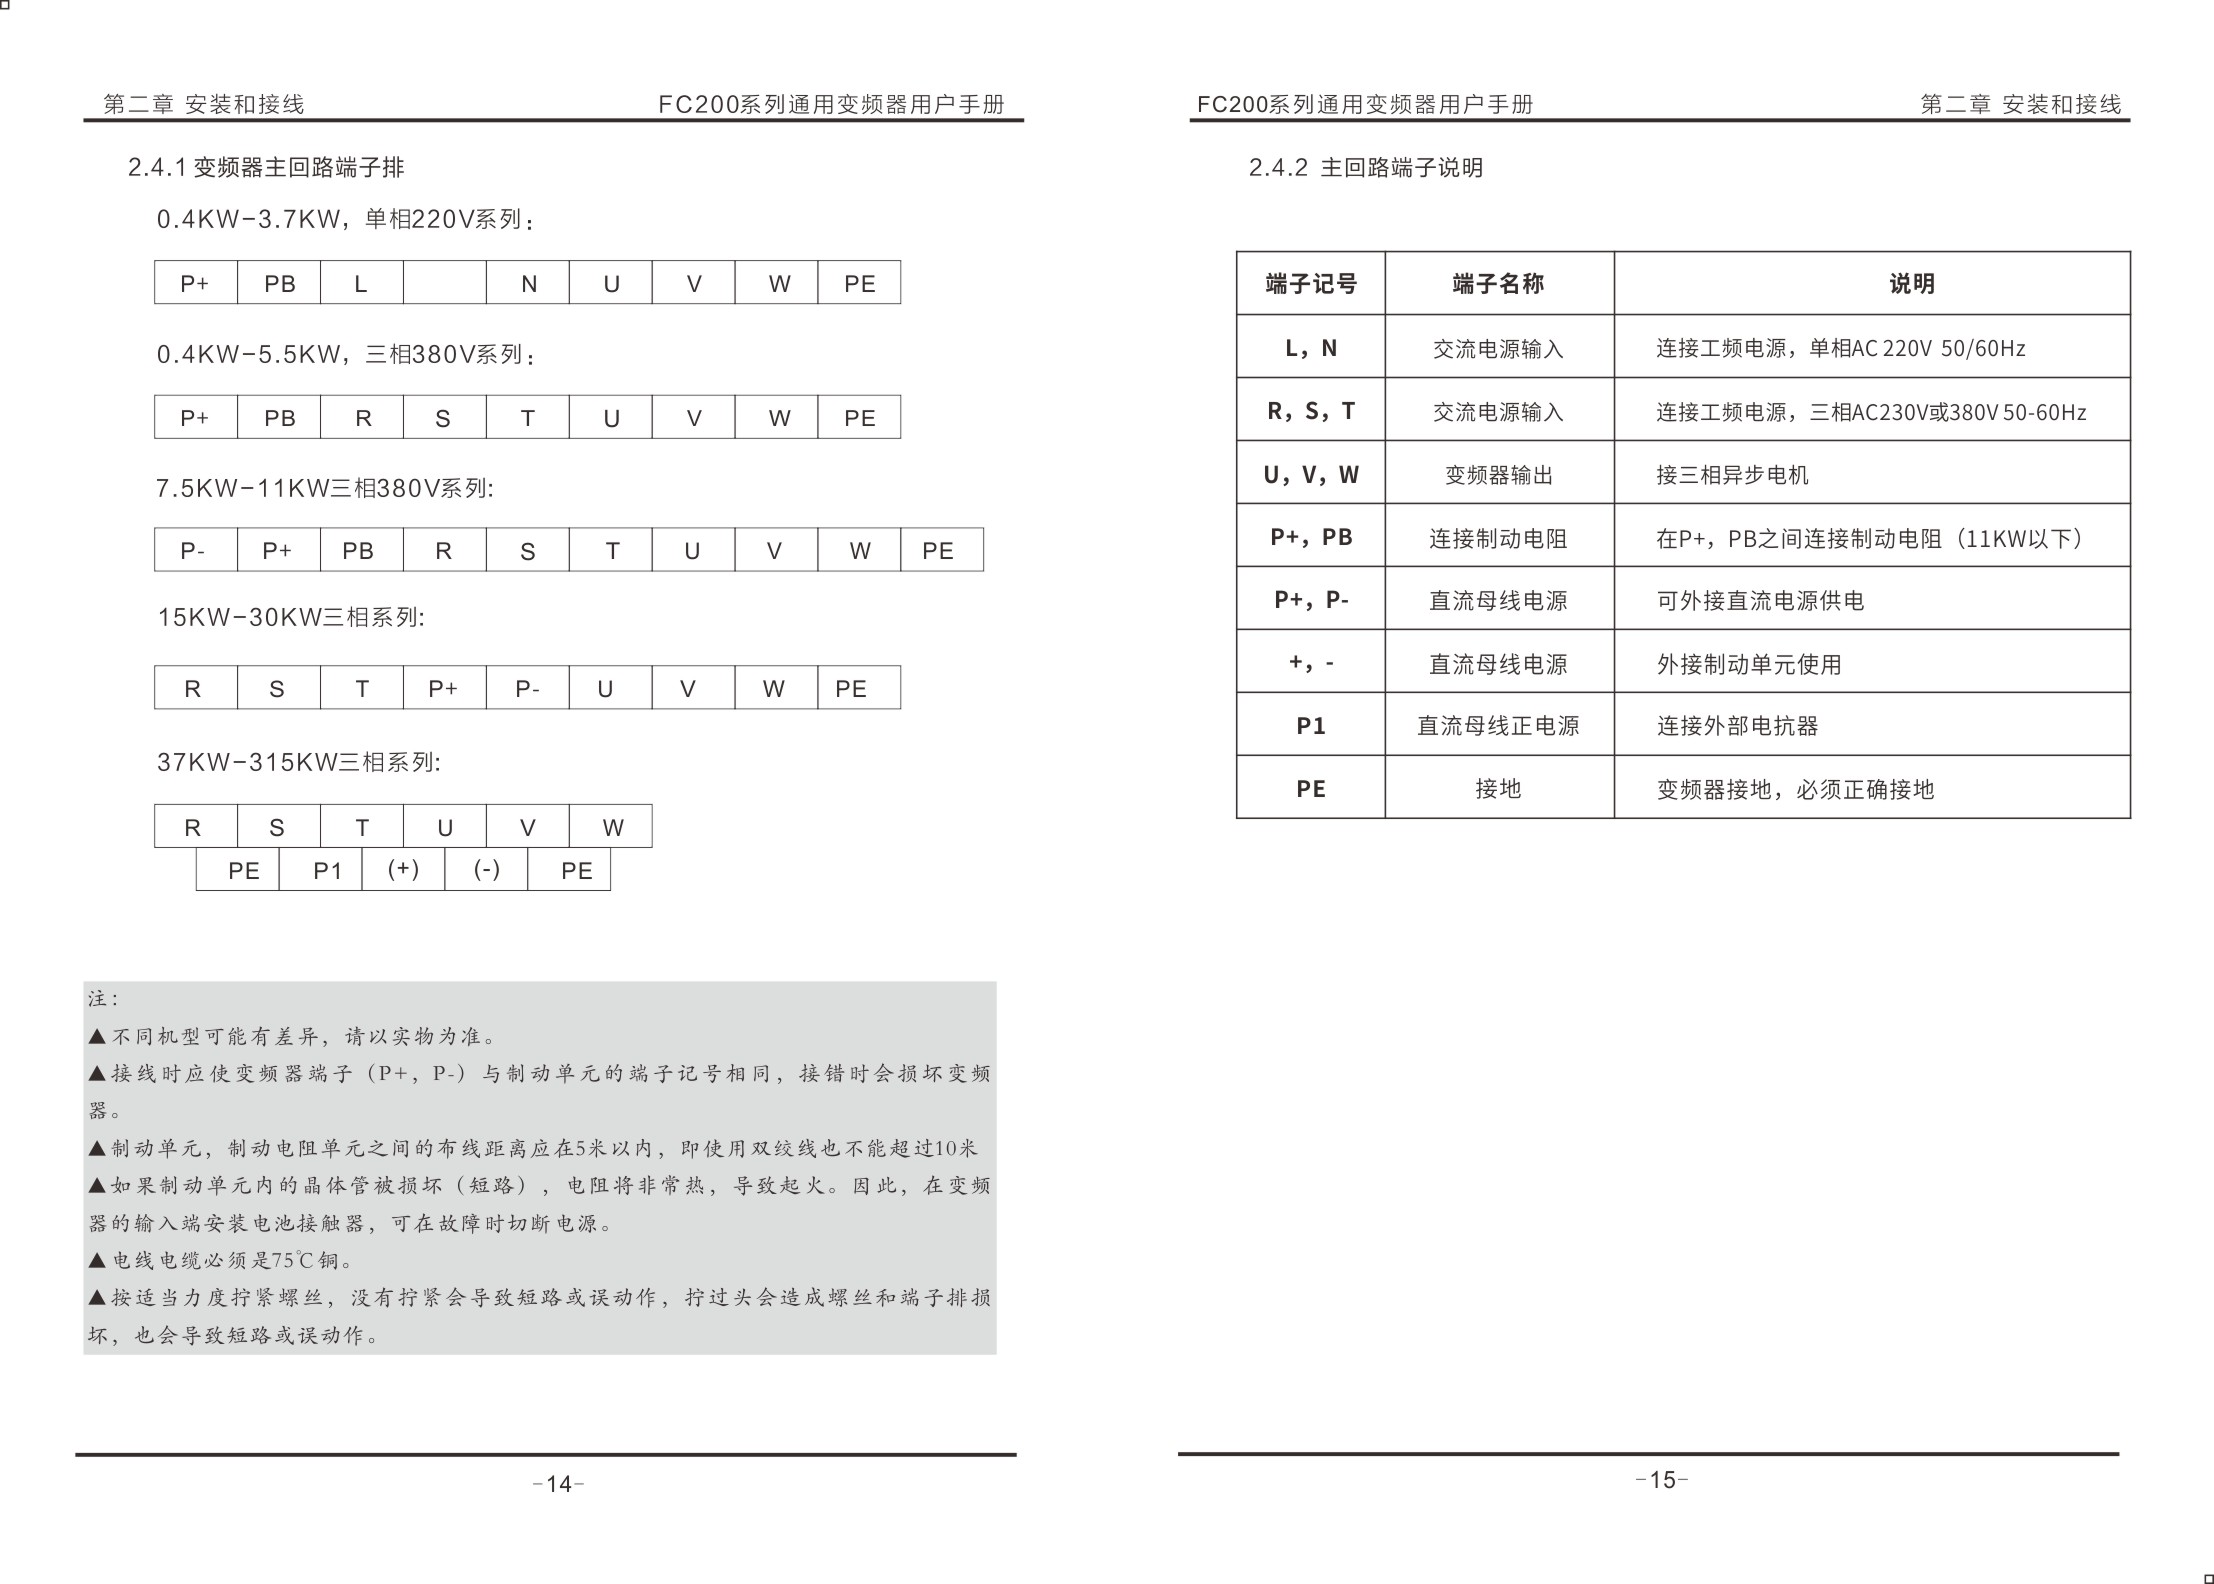 第二章 安装和接线 FC200系列通用变频器用户手册
2.4.1 变频器主回路端子排
0.4KW-3.7KW，单相220V系列：
P+ PB L N U V W PE
0.4KW-5.5KW，三相380V系列：
P+ PB R S T U V W PE
7.5KW-11KW三相380V系列:
P- P+ PB R S T U V W PE
15KW-30KW三相系列:
R S T P+ P- U V W PE
37KW-315KW三相系列:
R S T U V W
PE P1 (+) (-) PE
注：
▲不同机型可能有差异，请以实物为准。
▲接线时应使变频器端子（P+，P-）与制动单元的端子记号相同，接错时会损坏变频
器。
▲制动单元，制动电阻单元之间的布线距离应在5米以内，即使用双绞线也不能超过10米
▲如果制动单元内的晶体管被损坏（短路），电阻将非常热，导致起火。因此，在变频
器的输入端安装电池接触器，可在故障时切断电源。
▲电线电缆必须是75℃铜。
▲按适当力度拧紧螺丝，没有拧紧会导致短路或误动作，拧过头会造成螺丝和端子排损
坏，也会导致短路或误动作。
-14-
FC200系列通用变频器用户手册 第二章 安装和接线
2.4.2 主回路端子说明
端子记号 端子名称 说明
L，N 交流电源输入 连接工频电源，单相AC 220V 50/60Hz
R，S，T 交流电源输入 连接工频电源，三相AC230V或380V 50-60Hz
U，V，W 变频器输出 接三相异步电机
P+，PB 连接制动电阻 在P+，PB之间连接制动电阻（11KW以下）
P+，P- 直流母线电源 可外接直流电源供电
+，- 直流母线电源 外接制动单元使用
P1 直流母线正电源 连接外部电抗器
PE 接地 变频器接地，必须正确接地
-15-